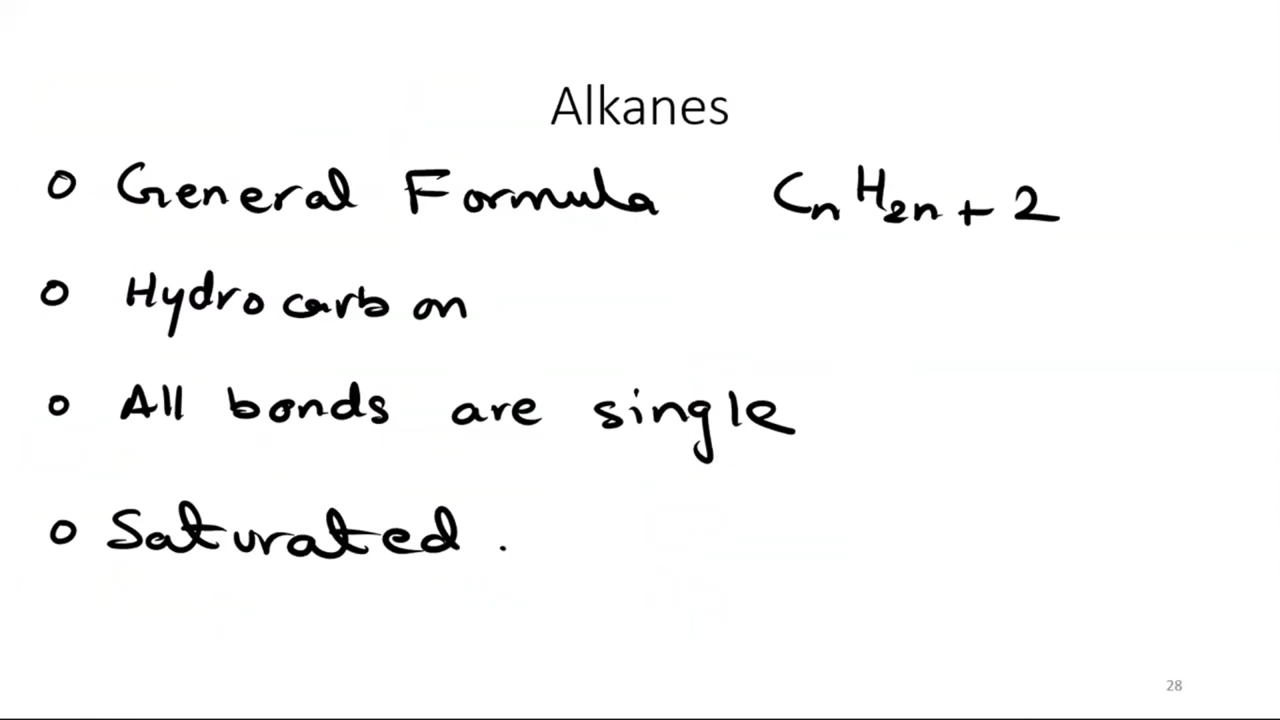 Alkanes
o General Formula CnH2n+2
o Hydrocarbon
o All bonds are single
o Saturated .
28